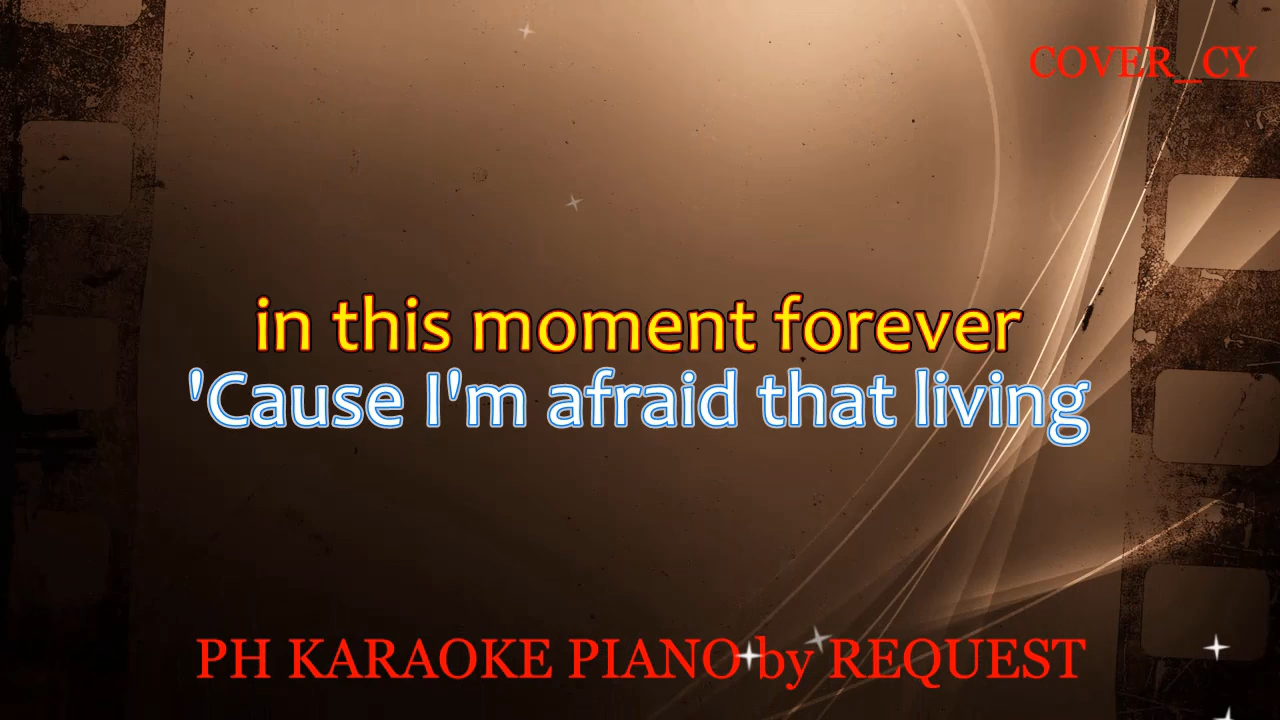 COVER_CY
in this moment forever
'Cause I'm afraid that living
PH KARAOKE PIANO by REQUEST